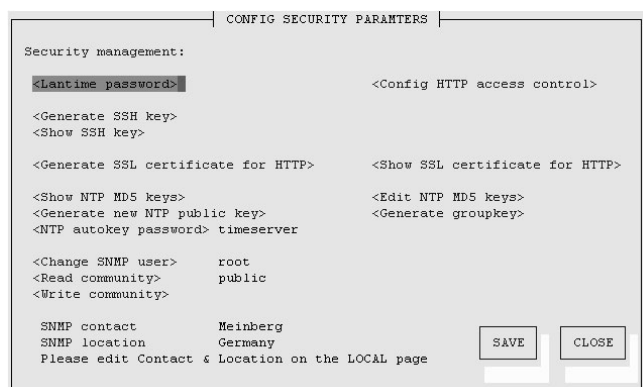 CONFIG SECURITY PARAMTERS
Security management:
<Lantime password> <Config HTTP access control>
<Generate SSH key>
<Show SSH key>
<Generate SSL certificate for HTTP> <Show SSL certificate for HTTP>
<Show NTP MD5 keys> <Edit NTP MD5 keys>
<Generate new NTP public key> <Generate groupkey>
<NTP autokey password> timeserver
<Change SNMP user> root
<Read community> public
<Write community>
SNMP contact Meinberg
SNMP location Germany
Please edit Contact & Location on the LOCAL page
SAVE CLOSE